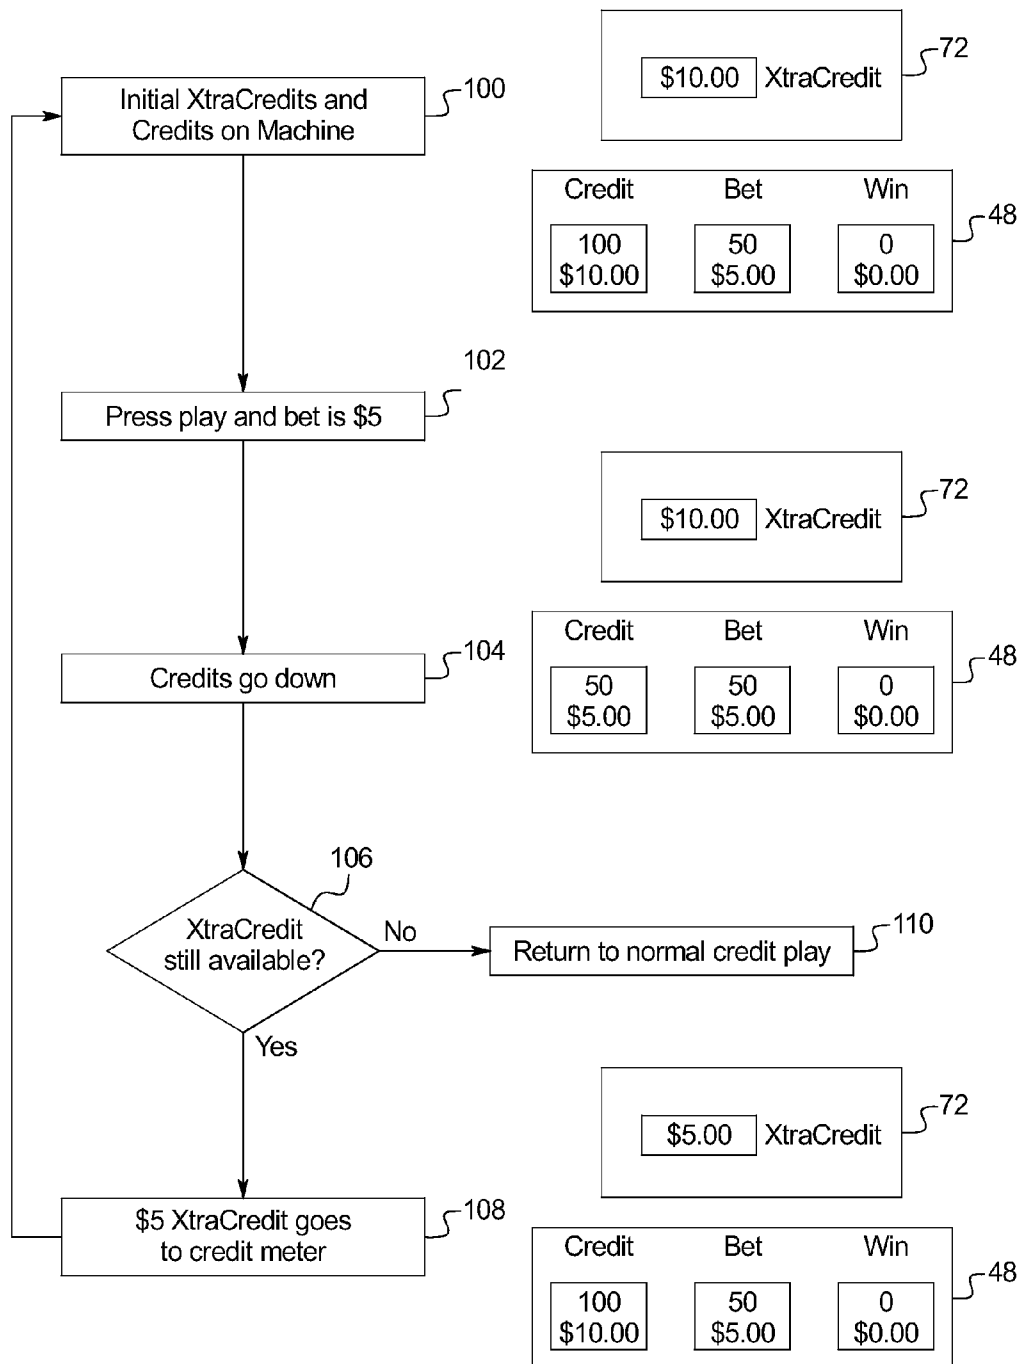 Initial XtraCredits and
Credits on Machine
100
$10.00 XtraCredit
72
Credit Bet Win
100 50 0
$10.00 $5.00 $0.00
48
102
Press play and bet is $5
$10.00 XtraCredit
72
Credits go down
104
Credit Bet Win
50 50 0
$5.00 $5.00 $0.00
48
106
XtraCredit
still available?
No
Return to normal credit play
110
Yes
$5.00 XtraCredit
72
$5 XtraCredit goes
to credit meter
108
Credit Bet Win
100 50 0
$10.00 $5.00 $0.00
48